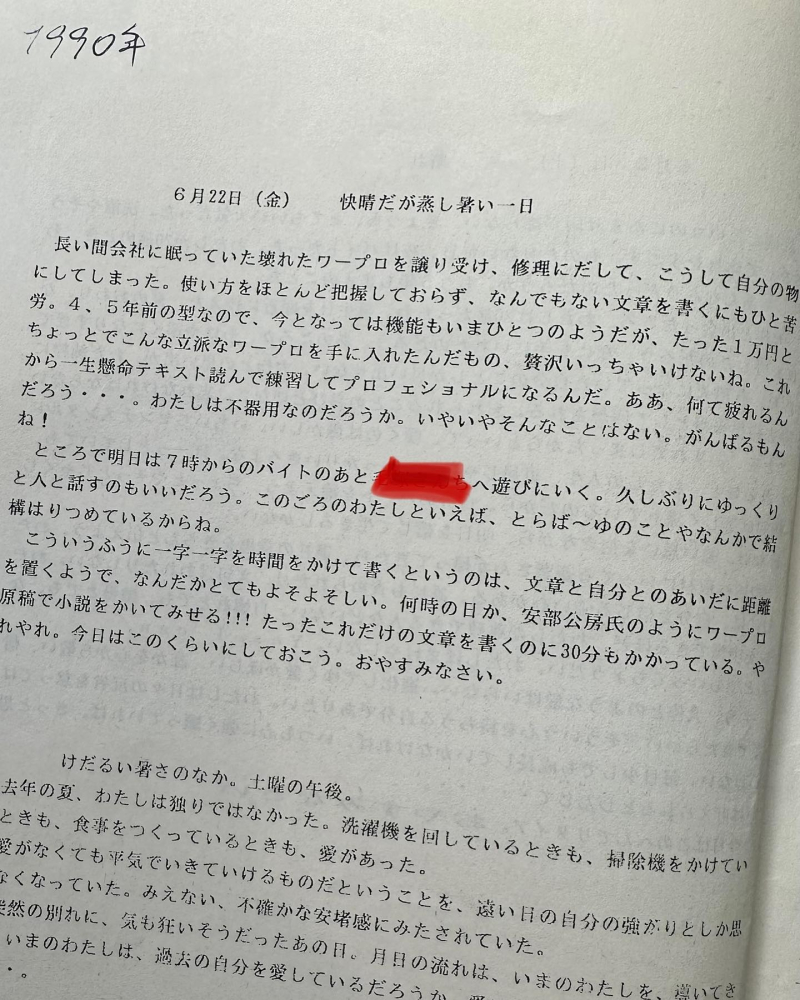 1990年
6月22日（金）　　快晴だが蒸し暑い一日
長い間会社に眠っていた壊れたワープロを譲り受け、修理にだして、こうして自分の物
にしてしまった。使い方をほとんど把握しておらず、なんでもない文章を書くにもひと苦
労。４、５年前の型なので、今となっては機能もいまひとつのようだが、たった１万円と
ちょっとでこんな立派なワープロを手に入れたんだもの、贅沢いっちゃいけないね。これ
から一生懸命テキスト読んで練習してプロフェショナルになるんだ。ああ、何て疲れるん
だろう・・・。わたしは不器用なのだろうか。いやいやそんなことはない。がんばるもん
ね！
ところで明日は７時からのバイトのあと へ遊びにいく。久しぶりにゆっくり
と人と話すのもいいだろう。このごろのわたしといえば、とらば〜ゆのことやなんかで結
構はりつめているからね。
こういうふうに一字一字を時間をかけて書くというのは、文章と自分とのあいだに距離
を置くようで、なんだかとてもよそよそしい。何時の日か、安部公房氏のようにワープロ
原稿で小説をかいてみせる!!! たったこれだけの文章を書くのに30分もかかっている。や
れやれ。今日はこのくらいにしておこう。おやすみなさい。
けだるい暑さのなか。土曜の午後。
去年の夏、わたしは独りではなかった。洗濯機を回しているときも、掃除機をかけてい
ときも、食事をつくっているときも、愛があった。
愛がなくても平気でいきていけるものだということを、遠い日の自分の強がりとしか思
なくなっていた。みえない、不確かな安堵感にみたされていた。
突然の別れに、気も狂いそうだったあの日。月日の流れは、いまのわたしを、導いてき
いまのわたしは、過去の自分を愛しているだろうか。
・。